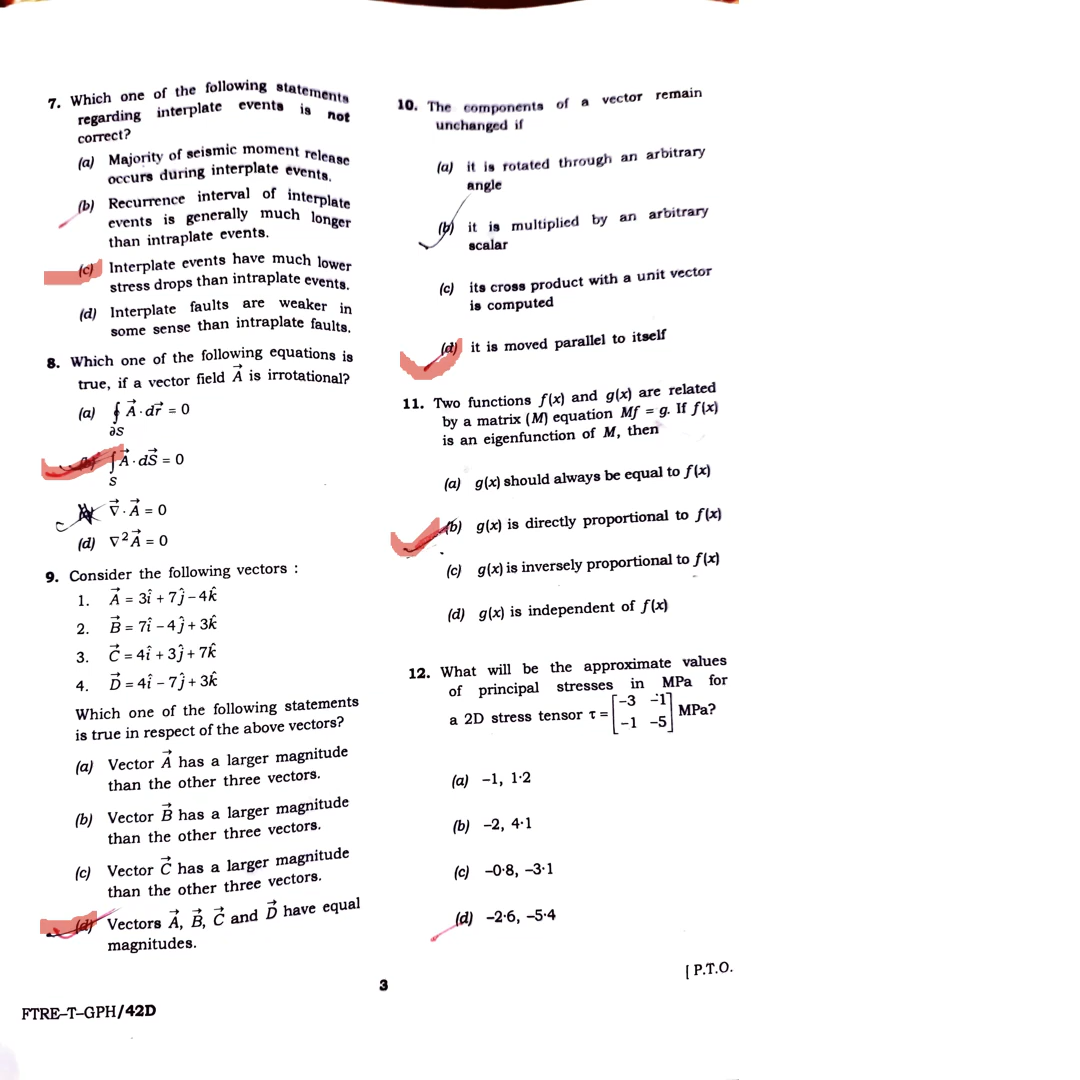 7. Which one of the following statements
regarding interplate events is not
correct?
(a) Majority of seismic moment release
occurs during interplate events.
(b) Recurrence interval of interplate
events is generally much longer
than intraplate events.
(c) Interplate events have much lower
stress drops than intraplate events.
(d) Interplate faults are weaker in
some sense than intraplate faults.
8. Which one of the following equations is
true, if a vector field A⃗ is irrotational?
(a) ∮ A⃗ · dr⃗ = 0
∂S
(b) ∫ A⃗ · dS⃗ = 0
S
C ∇⃗ · A⃗ = 0
(d) ∇²A⃗ = 0
9. Consider the following vectors :
1. A⃗ = 3î + 7ĵ – 4k̂
2. B⃗ = 7î – 4ĵ + 3k̂
3. C⃗ = 4î + 3ĵ + 7k̂
4. D⃗ = 4î – 7ĵ + 3k̂
Which one of the following statements
is true in respect of the above vectors?
(a) Vector A⃗ has a larger magnitude
than the other three vectors.
(b) Vector B⃗ has a larger magnitude
than the other three vectors.
(c) Vector C⃗ has a larger magnitude
than the other three vectors.
(d) Vectors A⃗, B⃗, C⃗ and D⃗ have equal
magnitudes.
10. The components of a vector remain
unchanged if
(a) it is rotated through an arbitrary
angle
(b) it is multiplied by an arbitrary
scalar
(c) its cross product with a unit vector
is computed
(d) it is moved parallel to itself
11. Two functions f(x) and g(x) are related
by a matrix (M) equation Mf = g. If f(x)
is an eigenfunction of M, then
(a) g(x) should always be equal to f(x)
(b) g(x) is directly proportional to f(x)
(c) g(x) is inversely proportional to f(x)
(d) g(x) is independent of f(x)
12. What will be the approximate values
of principal stresses in MPa for
a 2D stress tensor τ = [–3 –1
–1 –5] MPa?
(a) –1, 1·2
(b) –2, 4·1
(c) –0·8, –3·1
(d) –2·6, –5·4
[ P.T.O.
3
FTRE–T–GPH/42D